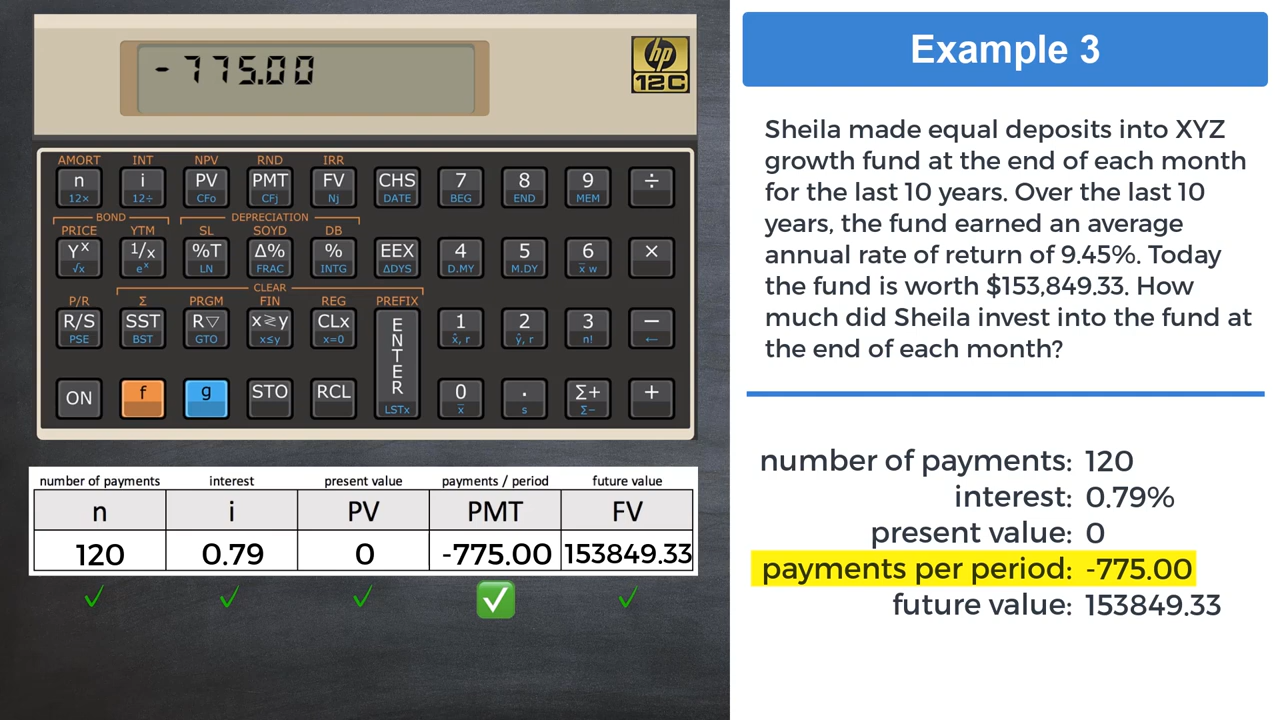 -775.00
hp
12C
AMORT INT NPV RND IRR
n i PV PMT FV CHS 7 8 9 ÷
12× 12÷ CFo CFj Nj DATE BEG END MEM
BOND DEPRECIATION
PRICE YTM SL SOYD DB
Yˣ 1/x %T Δ% % EEX 4 5 6 ×
√x eˣ LN FRAC INTG ΔDYS D.MY M.DY x̄ w
CLEAR
P/R Σ PRGM FIN REG PREFIX
R/S SST R▽ x≷y CLx ENTER 1 2 3 −
PSE BST GTO x≤y x=0 x̂, r ŷ, r n! ←
ON f g STO RCL 0 · Σ+ +
LSTx x̄ s Σ−
number of payments interest present value payments / period future value
n i PV PMT FV
120 0.79 0 -775.00 153849.33
Example 3
Sheila made equal deposits into XYZ
growth fund at the end of each month
for the last 10 years. Over the last 10
years, the fund earned an average
annual rate of return of 9.45%. Today
the fund is worth $153,849.33. How
much did Sheila invest into the fund at
the end of each month?
number of payments: 120
interest: 0.79%
present value: 0
payments per period: -775.00
future value: 153849.33